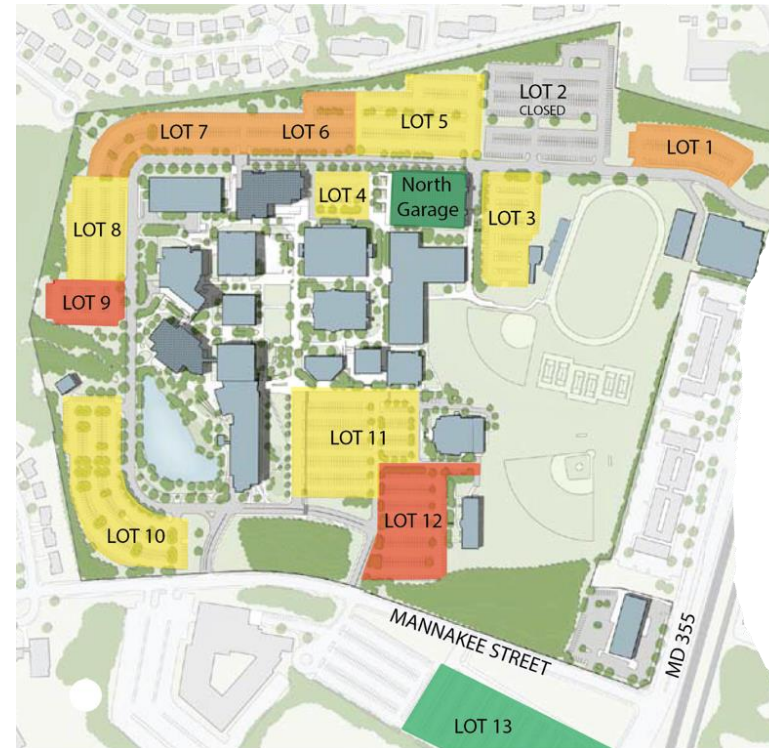 LOT 7
LOT 6
LOT 5
LOT 2
CLOSED
LOT 1
LOT 8
LOT 4
North
Garage
LOT 3
LOT 9
LOT 11
LOT 10
LOT 12
MANNAKEE STREET
MD 355
LOT 13